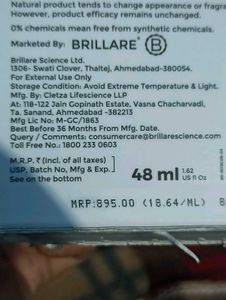 Natural product tends to change appearance or fragra
However, product efficacy remains unchanged.
0% chemicals mean free from synthetic chemicals.
Marketed By: BRILLARE® B
Brillare Science Ltd.
1306- Swati Clover, Thaltej, Ahmedabad-380054.
For External Use Only
Storage Condition: Avoid Extreme Temperature & Light.
Mfg. By: Cletza Lifescience LLP
At: 118-122 Jain Gopinath Estate, Vasna Chacharvadi,
Ta. Sanand, Ahmedabad -382213
Mfg Lic No: M-GC/1863
Best Before 36 Months From Mfg. Date.
Query / Comments: consumercare@brillarescience.com
Toll Free No.: 1800 233 0603
M.R.P. ₹ (Incl. of all taxes)
USP, Batch No, Mfg & Exp.
See on the bottom
48 ml 1.62 US fl Oz
MRP:895.00 (18.64/ML) B